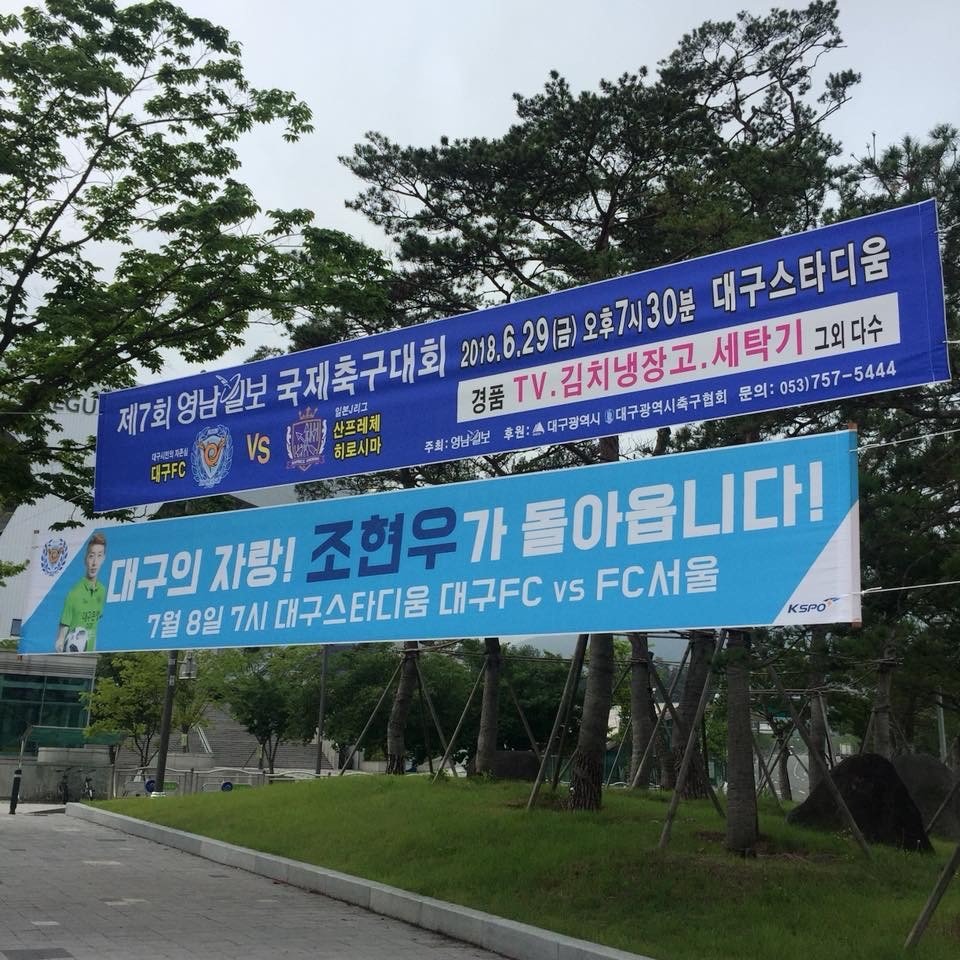 제7회 영남일보 국제축구대회
2018.6.29(금) 오후7시30분 대구스타디움
경품 TV.김치냉장고.세탁기 그외 다수
대구시민의 자존심
대구FC
VS
일본J리그
산프레체
히로시마
주최: 영남일보 후원: 대구광역시 대구광역시축구협회 문의: 053)757-5444
대구의 자랑! 조현우가 돌아옵니다!
7월 8일 7시 대구스타디움 대구FC vs FC서울
KSPO